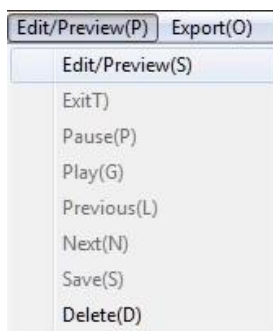 Edit/Preview(P) Export(O)
Edit/Preview(S)
ExitT)
Pause(P)
Play(G)
Previous(L)
Next(N)
Save(S)
Delete(D)